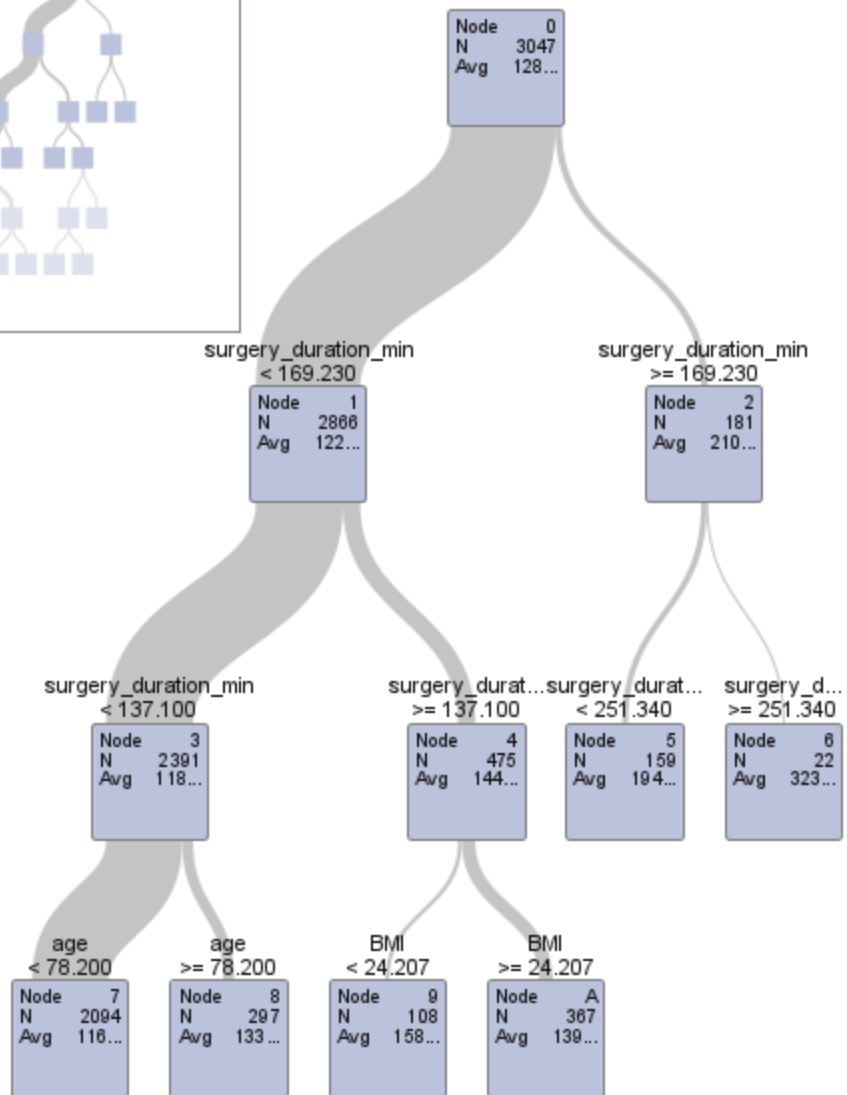 Node 0
N 3047
Avg 128...
surgery_duration_min
< 169.230
Node 1
N 2866
Avg 122...
surgery_duration_min
>= 169.230
Node 2
N 181
Avg 210...
surgery_duration_min
< 137.100
Node 3
N 2391
Avg 118...
surgery_durat...
>= 137.100
Node 4
N 475
Avg 144...
surgery_durat...
< 251.340
Node 5
N 159
Avg 194...
surgery_d...
>= 251.340
Node 6
N 22
Avg 323...
age
< 78.200
Node 7
N 2094
Avg 116...
age
>= 78.200
Node 8
N 297
Avg 133...
BMI
< 24.207
Node 9
N 108
Avg 158...
BMI
>= 24.207
Node A
N 367
Avg 139...